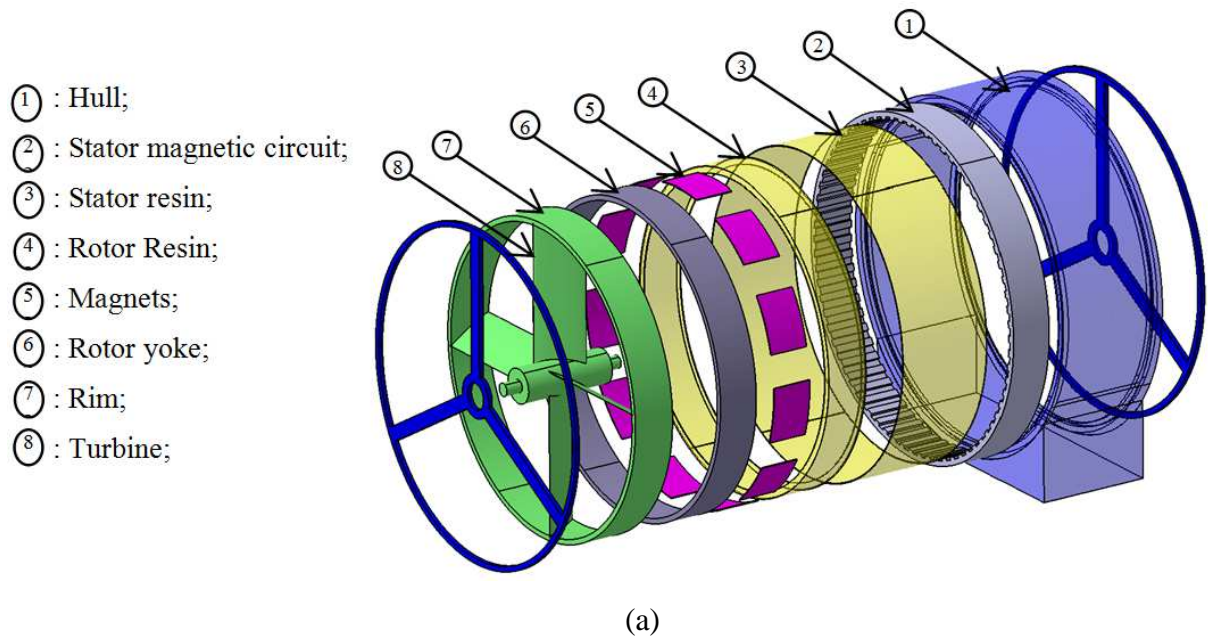 1 : Hull;
2 : Stator magnetic circuit;
3 : Stator resin;
4 : Rotor Resin;
5 : Magnets;
6 : Rotor yoke;
7 : Rim;
8 : Turbine;
1
2
3
4
5
6
7
8
(a)